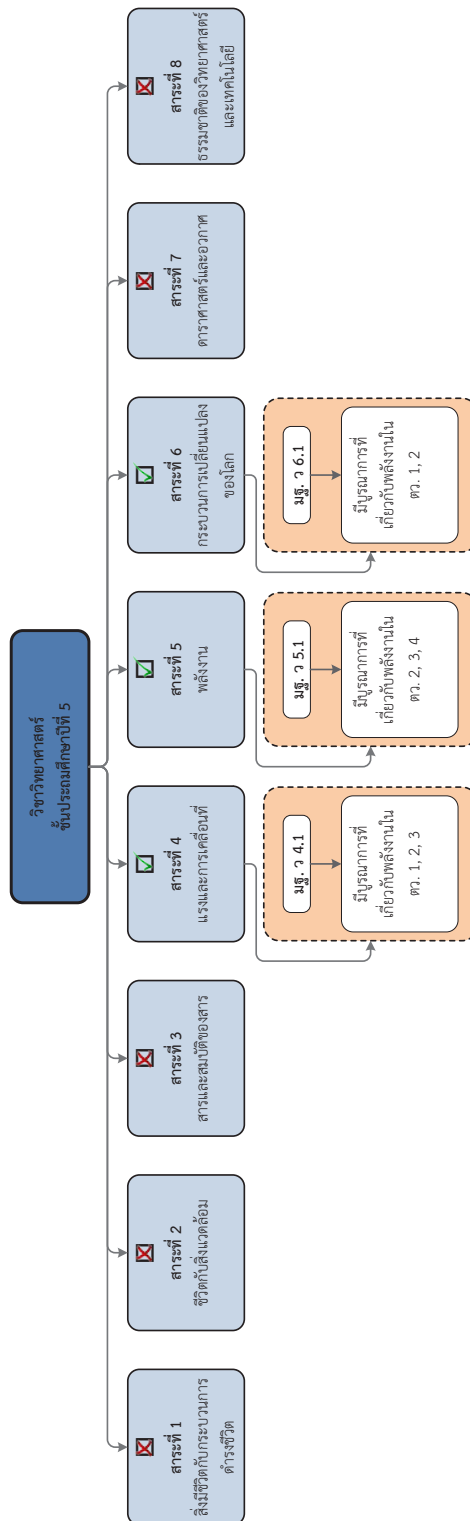 วิชาวิทยาศาสตร์
ชั้นประถมศึกษาปีที่ 5
สาระที่ 1
สิ่งมีชีวิตกับกระบวนการ
ดำรงชีวิต
สาระที่ 2
ชีวิตกับสิ่งแวดล้อม
สาระที่ 3
สารและสมบัติของสาร
สาระที่ 4
แรงและการเคลื่อนที่
สาระที่ 5
พลังงาน
สาระที่ 6
กระบวนการเปลี่ยนแปลง
ของโลก
สาระที่ 7
ดาราศาสตร์และอวกาศ
สาระที่ 8
ธรรมชาติของวิทยาศาสตร์
และเทคโนโลยี
มฐ. ว 4.1
มีบูรณาการที่
เกี่ยวกับพลังงานใน
ตว. 1, 2, 3
มฐ. ว 5.1
มีบูรณาการที่
เกี่ยวกับพลังงานใน
ตว. 2, 3, 4
มฐ. ว 6.1
มีบูรณาการที่
เกี่ยวกับพลังงานใน
ตว. 1, 2